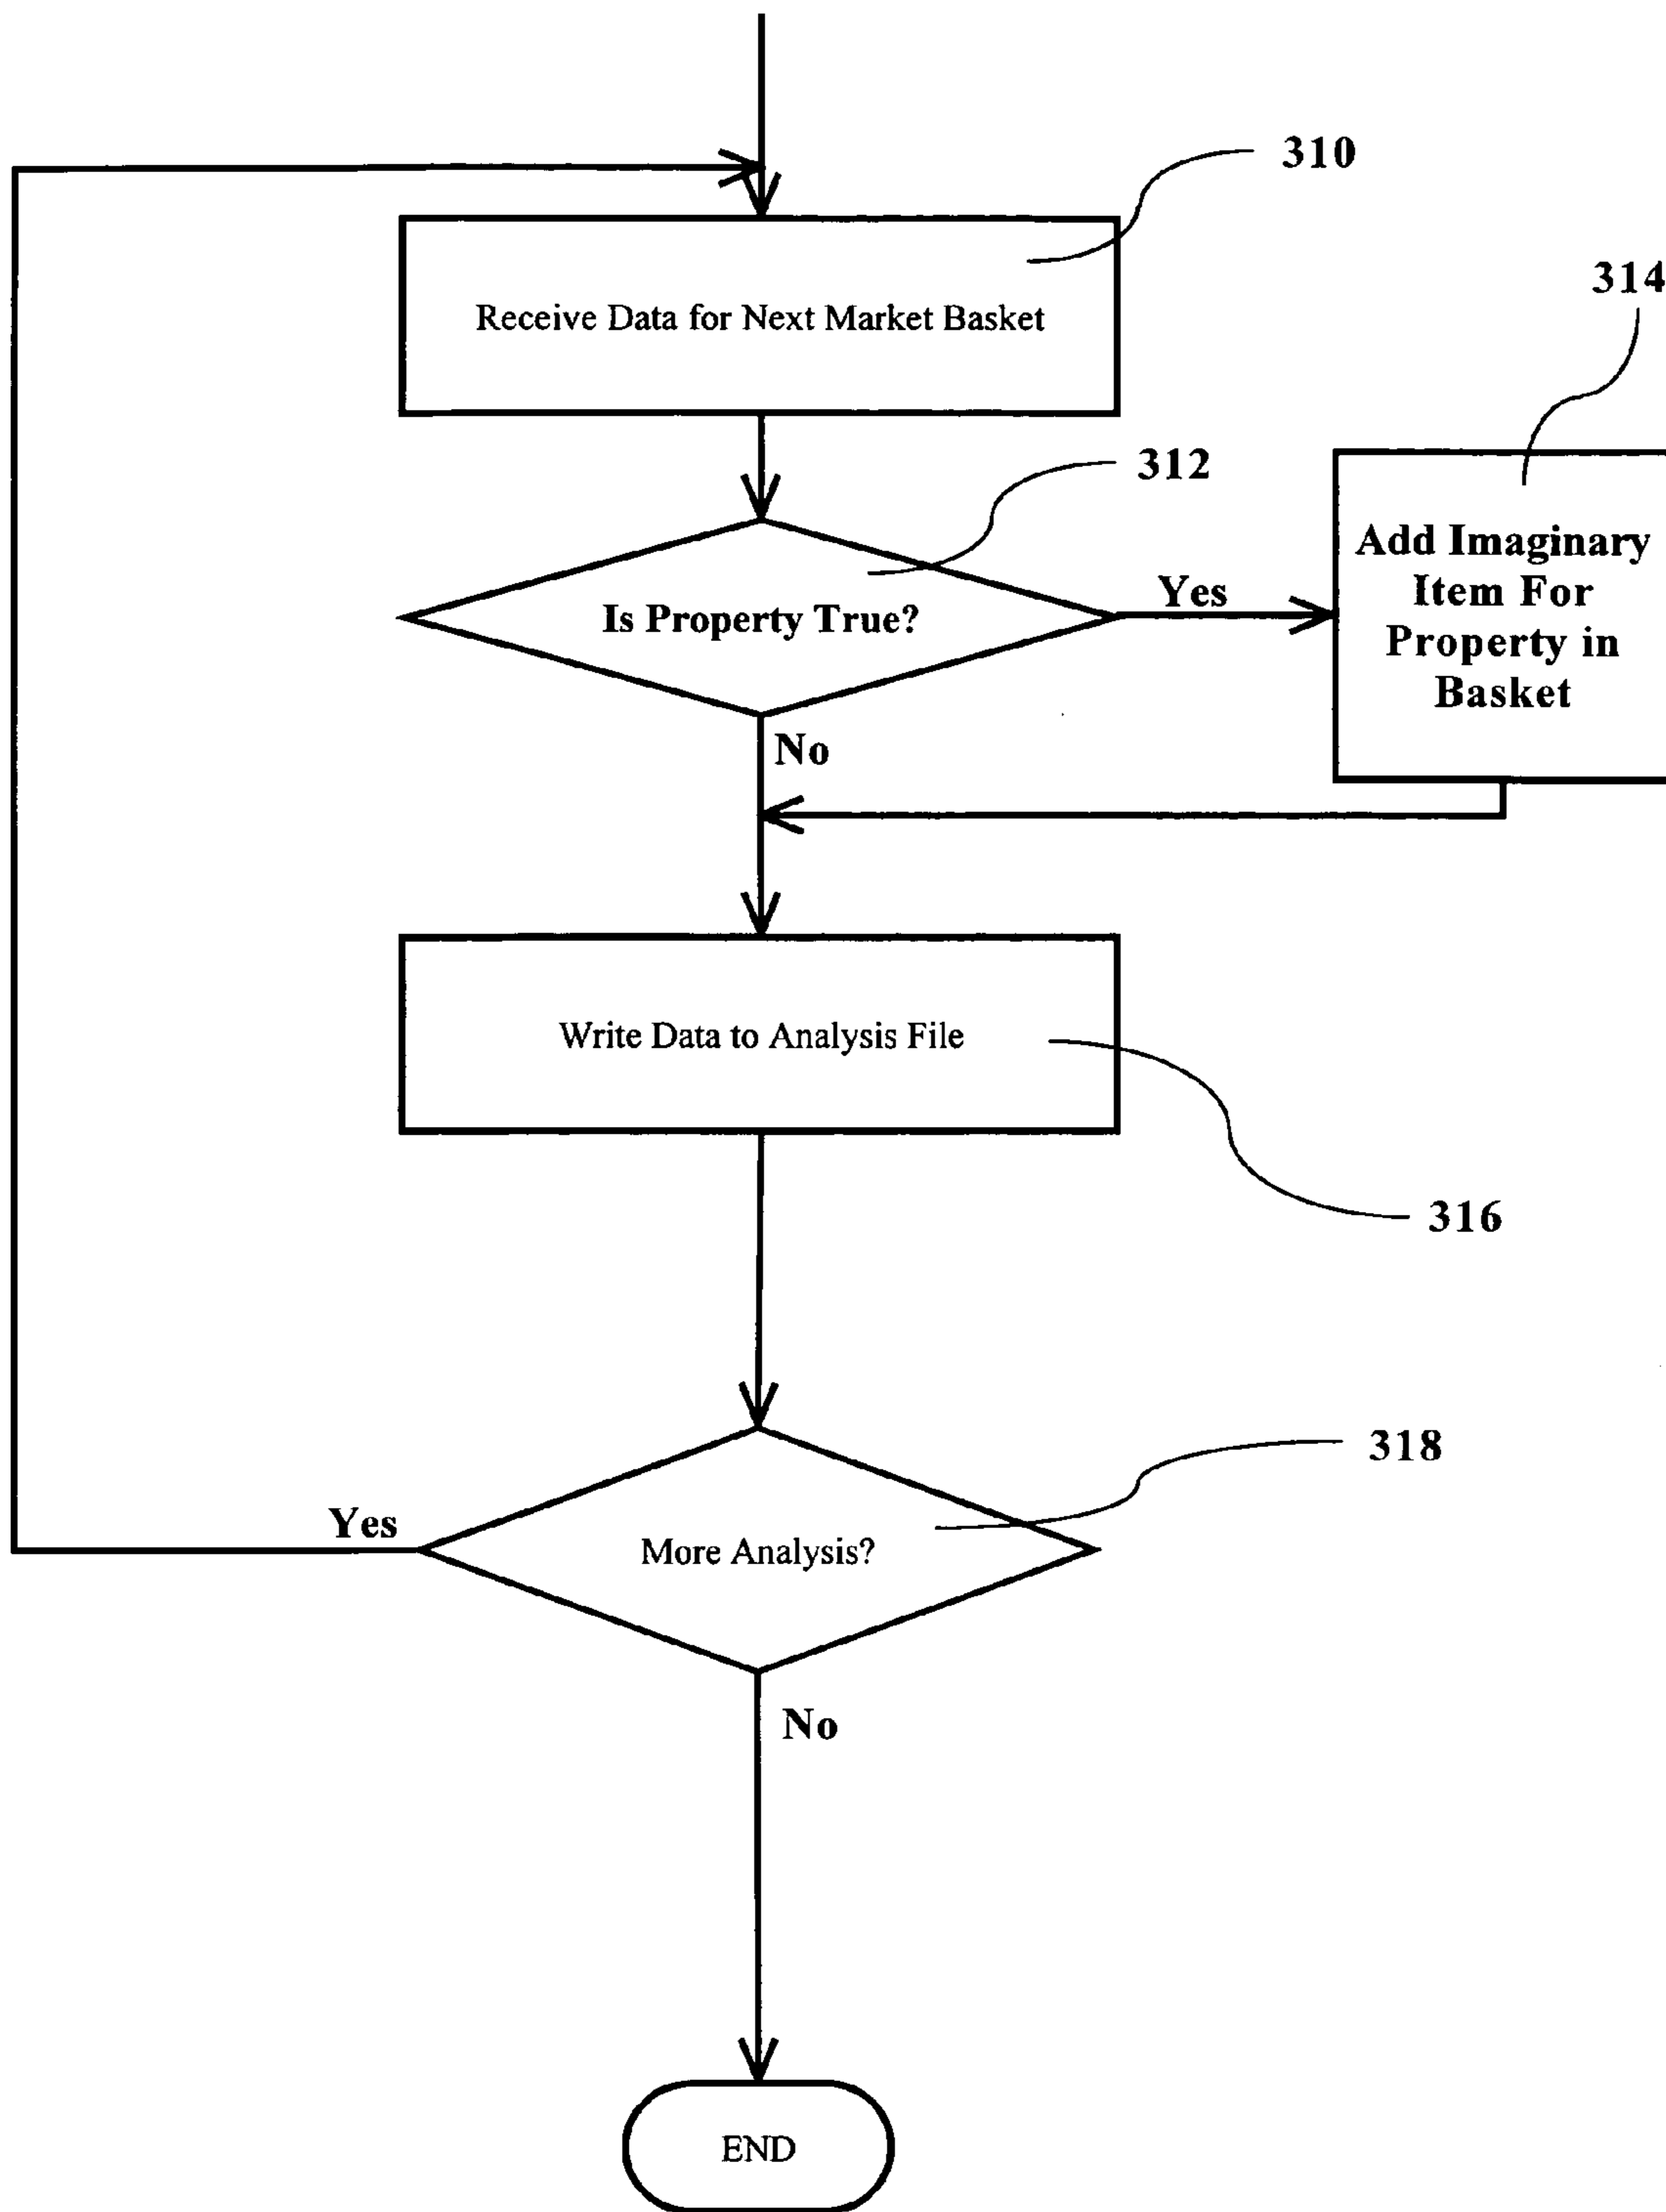 310
Receive Data for Next Market Basket
314
312
Add Imaginary
Item For
Property in
Basket
Yes
Is Property True?
No
Write Data to Analysis File
316
318
Yes
More Analysis?
No
END